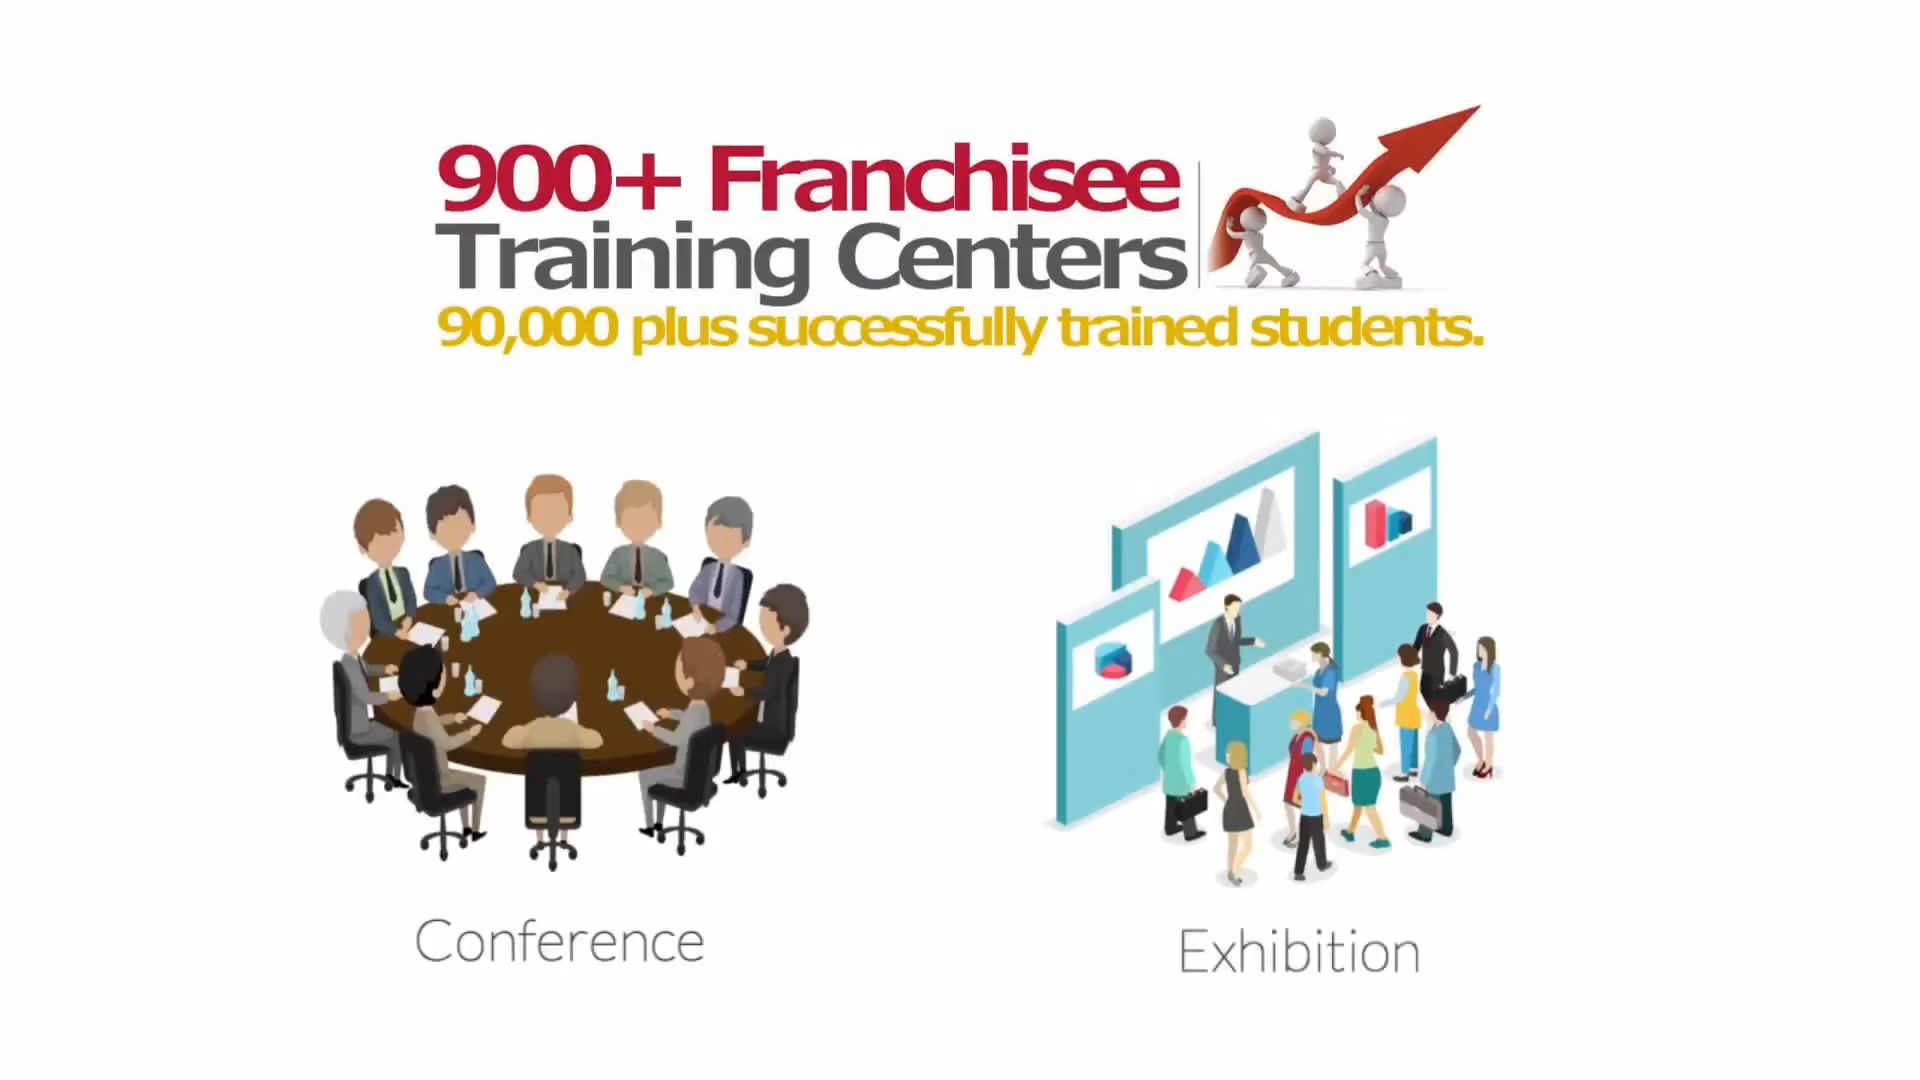 900+ Franchisee
Training Centers
90,000 plus successfully trained students.
Conference
Exhibition